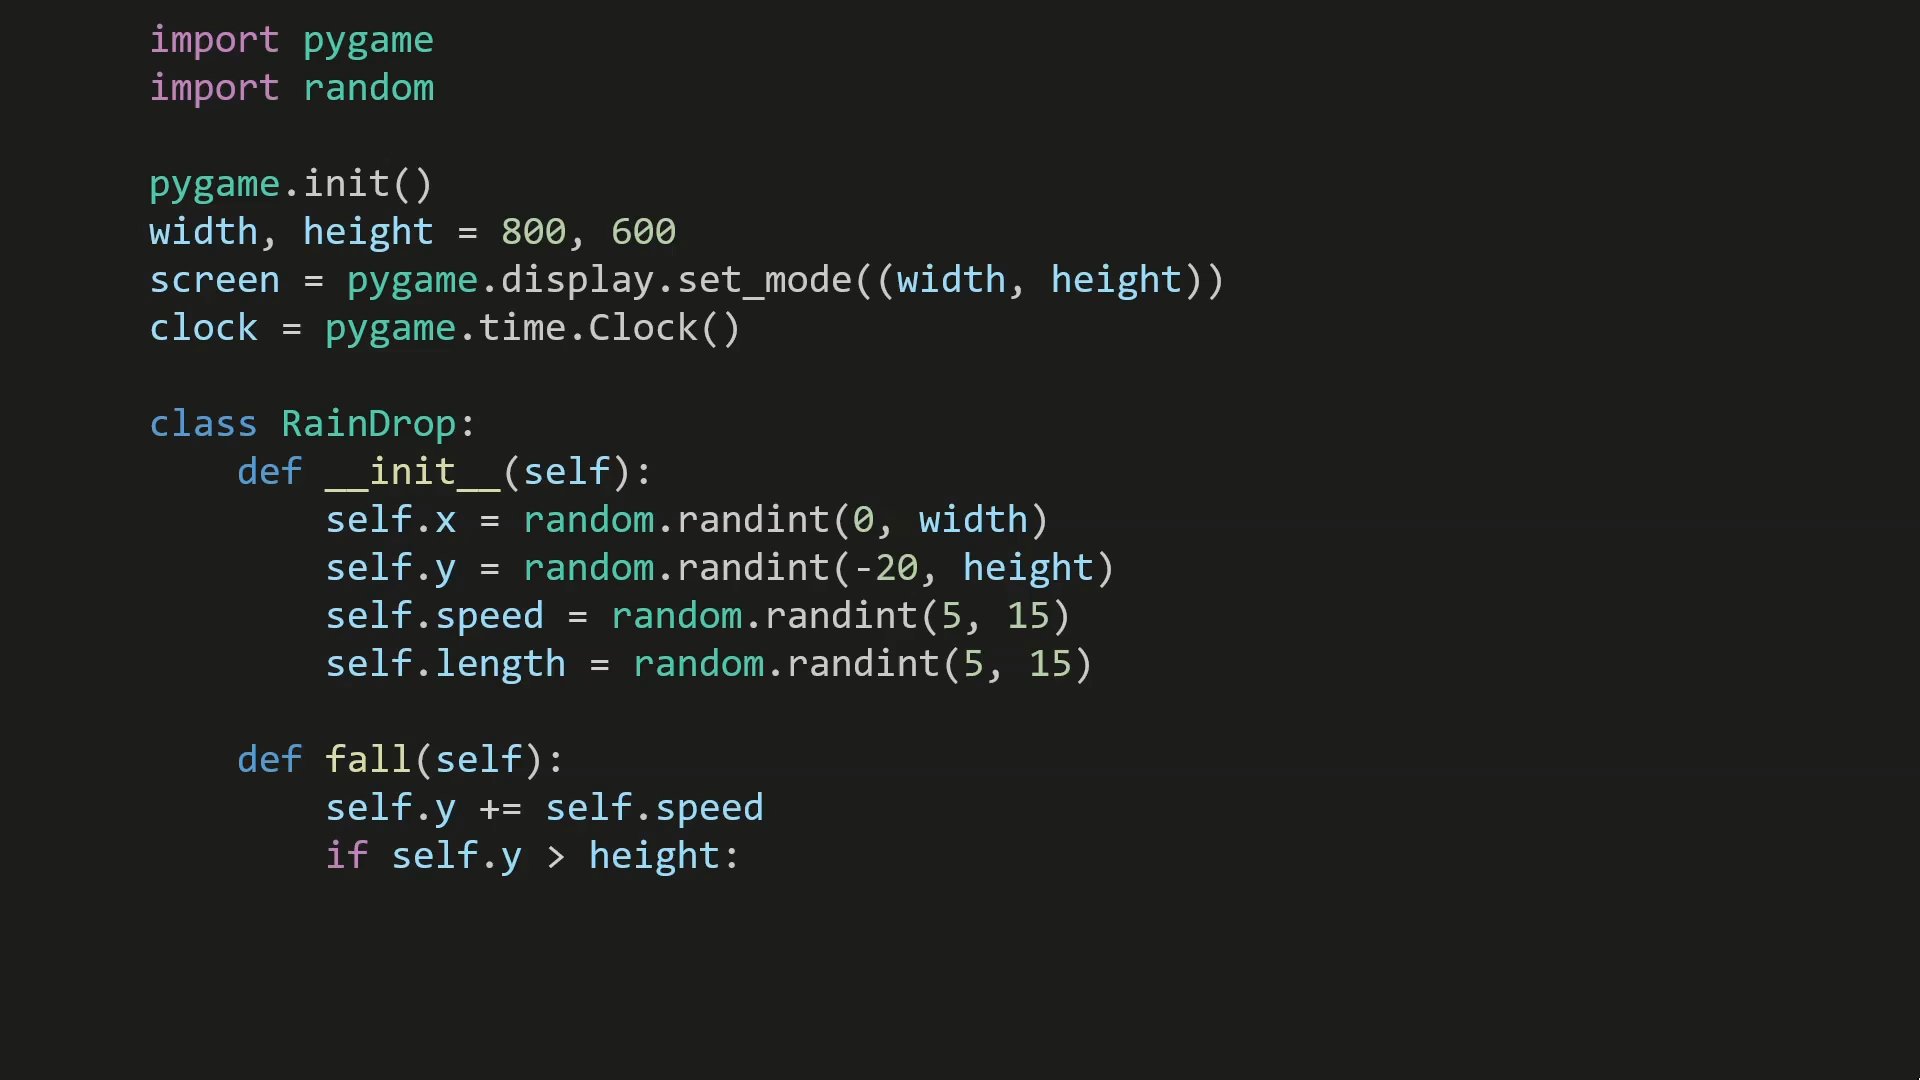 import pygame
import random

pygame.init()
width, height = 800, 600
screen = pygame.display.set_mode((width, height))
clock = pygame.time.Clock()

class RainDrop:
    def __init__(self):
        self.x = random.randint(0, width)
        self.y = random.randint(-20, height)
        self.speed = random.randint(5, 15)
        self.length = random.randint(5, 15)

    def fall(self):
        self.y += self.speed
        if self.y > height: